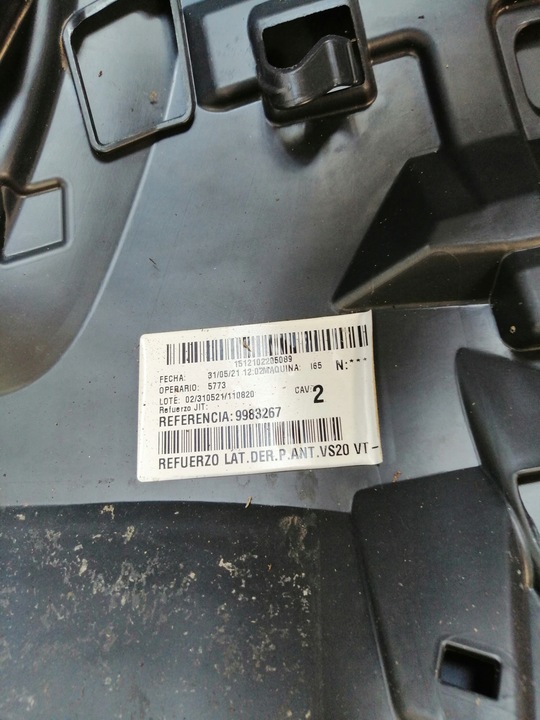 1512102205089
FECHA: 31/05/21 12:02 MAQUINA: I65 N:***
OPERARIO: 5773
LOTE: 02/310521/110820 CAV: 2
Refuerzo JIT:
REFERENCIA:9983267
REFUERZO LAT.DER.P.ANT.VS20 VT-